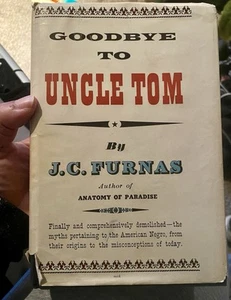 GOODBYE
TO
UNCLE TOM
By
J.C. FURNAS
Author of
ANATOMY OF PARADISE
Finally and comprehensively demolished—the
myths pertaining to the American Negro, from
their origins to the misconceptions of today.